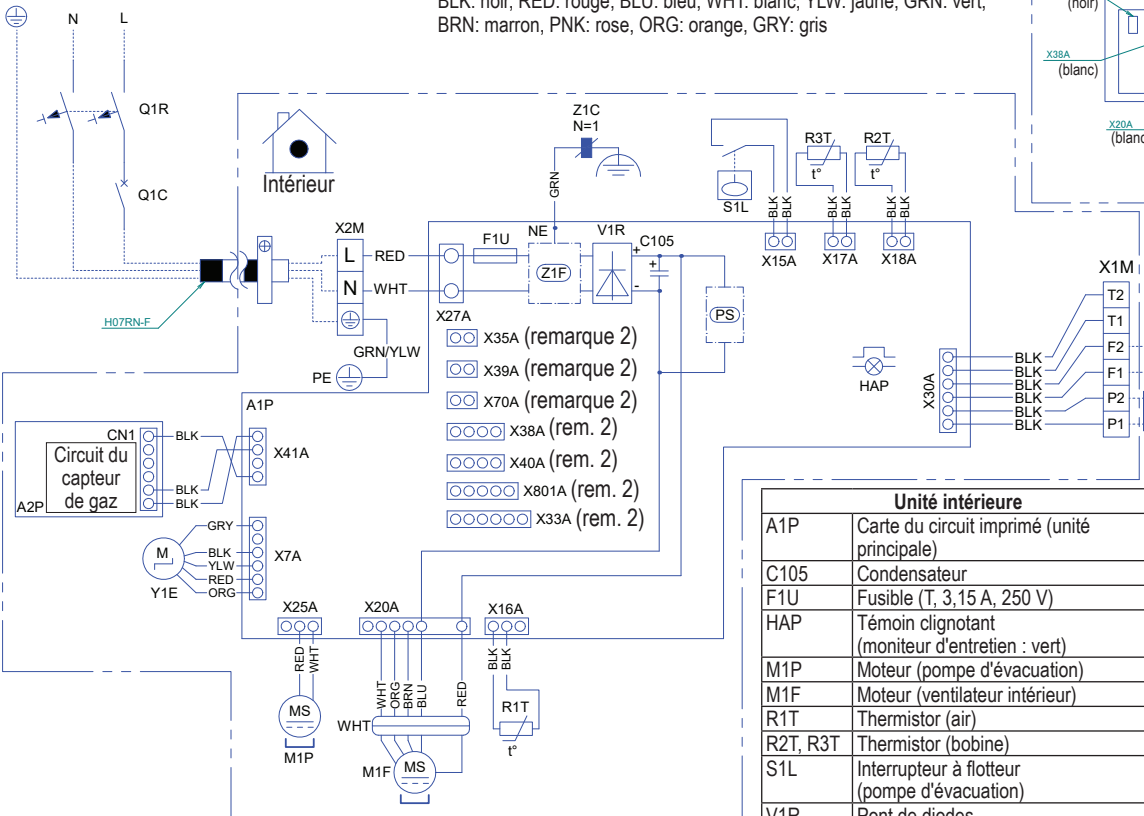 BLK: noir, RED: rouge, BLU: bleu, WHT: blanc, YLW: jaune, GRN: vert,
BRN: marron, PNK: rose, ORG: orange, GRY: gris
(noir)
X38A
(blanc)
X20A
N L
Q1R
Q1C
Intérieur
Z1C
N=1
GRN
H07RN-F
X2M
L
N
RED
WHT
GRN/YLW
PE
X27A
F1U
NE
Z1F
V1R
C105
+
+
-
PS
S1L
R3T
t°
R2T
t°
BLK
BLK
BLK
BLK
BLK
BLK
X15A
X17A
X18A
HAP
X30A
BLK
BLK
BLK
BLK
BLK
BLK
X1M
T2
T1
F2
F1
P2
P1
X35A (remarque 2)
X39A (remarque 2)
X70A (remarque 2)
X38A (rem. 2)
X40A (rem. 2)
X801A (rem. 2)
X33A (rem. 2)
A1P
CN1
Circuit du
capteur
de gaz
A2P
BLK
BLK
BLK
X41A
GRY
BLK
YLW
RED
ORG
X7A
M
Y1E
X25A
RED
WHT
MS
M1P
X20A
WHT
ORG
BRN
BLU
RED
WHT
M1F
MS
X16A
BLK
BLK
R1T
t°
Unité intérieure
A1P Carte du circuit imprimé (unité
principale)
C105 Condensateur
F1U Fusible (T, 3,15 A, 250 V)
HAP Témoin clignotant
(moniteur d'entretien : vert)
M1P Moteur (pompe d'évacuation)
M1F Moteur (ventilateur intérieur)
R1T Thermistor (air)
R2T, R3T Thermistor (bobine)
S1L Interrupteur à flotteur
(pompe d'évacuation)
V1R Pont de diodes